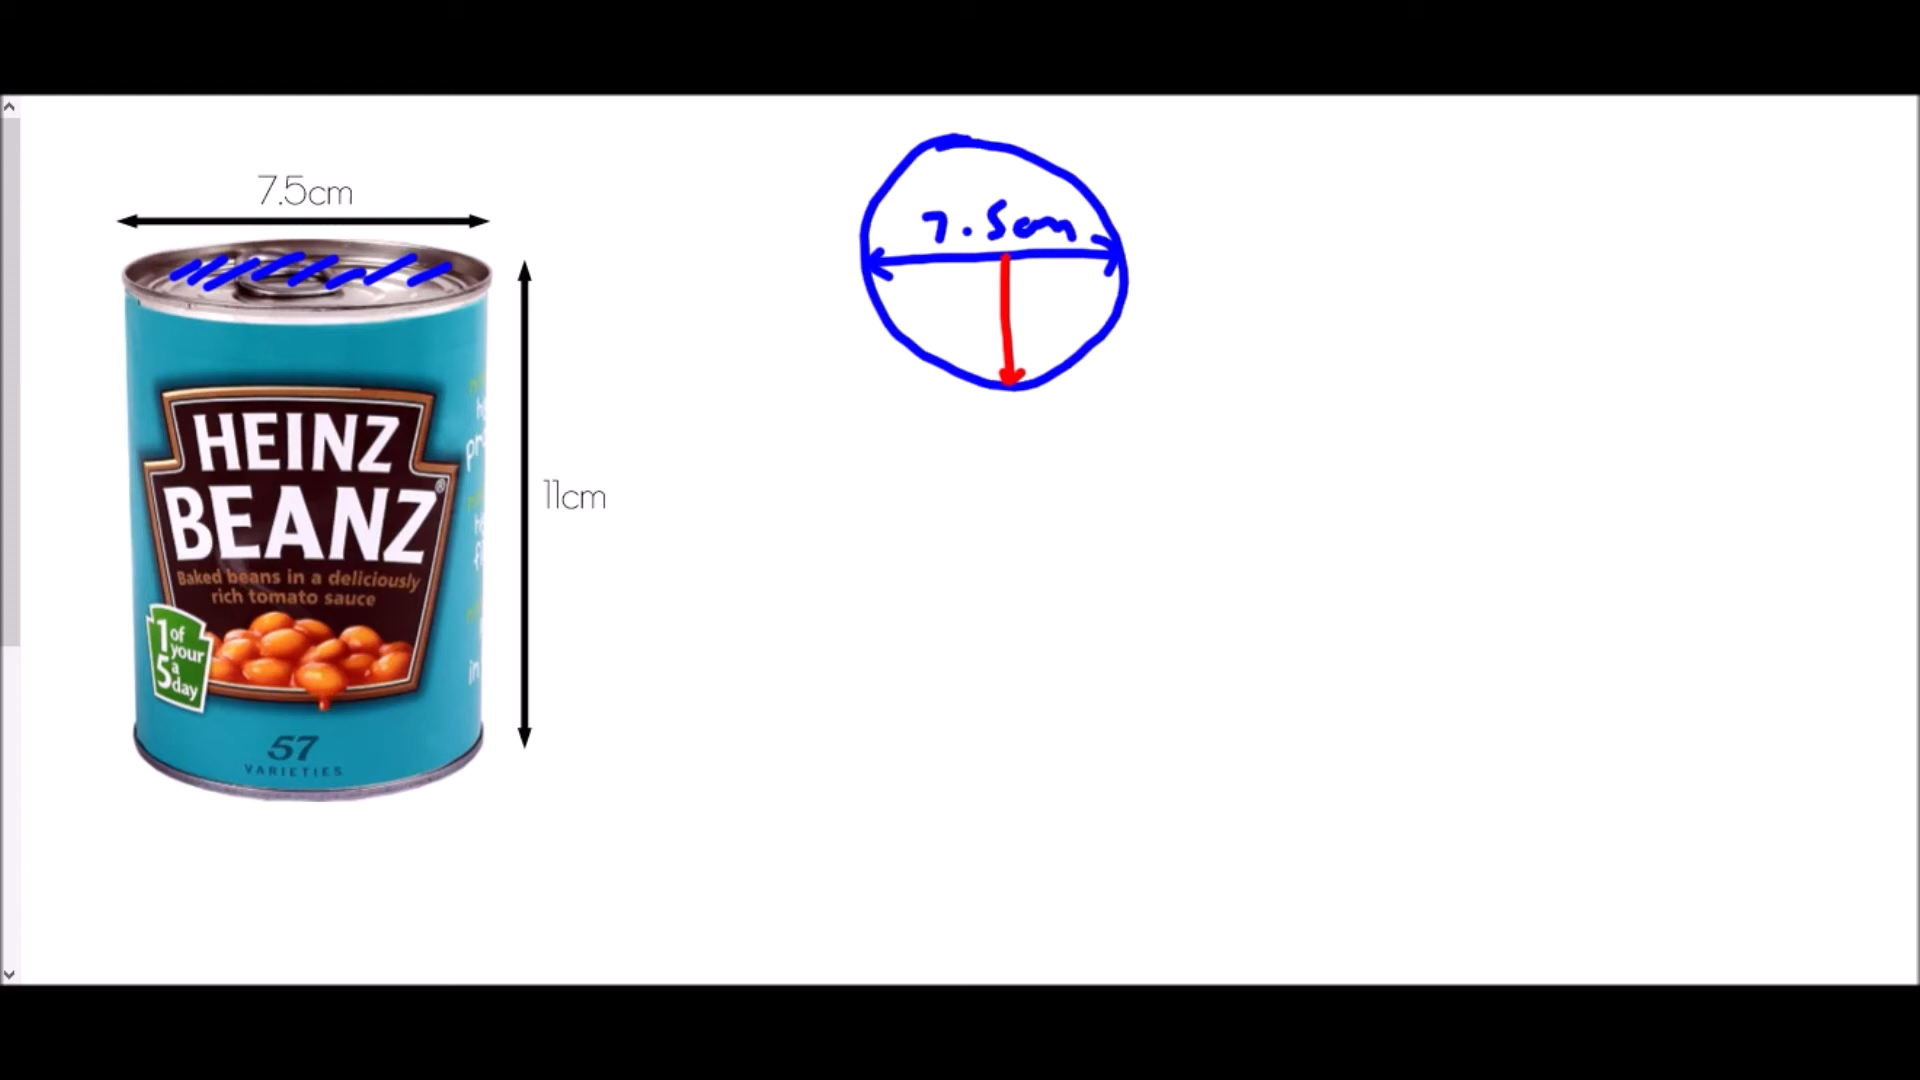 7.5cm
7.5cm
11cm
HEINZ
BEANZ®
Baked beans in a deliciously
rich tomato sauce
1 of
your
5 a
day
in
57
VARIETIES